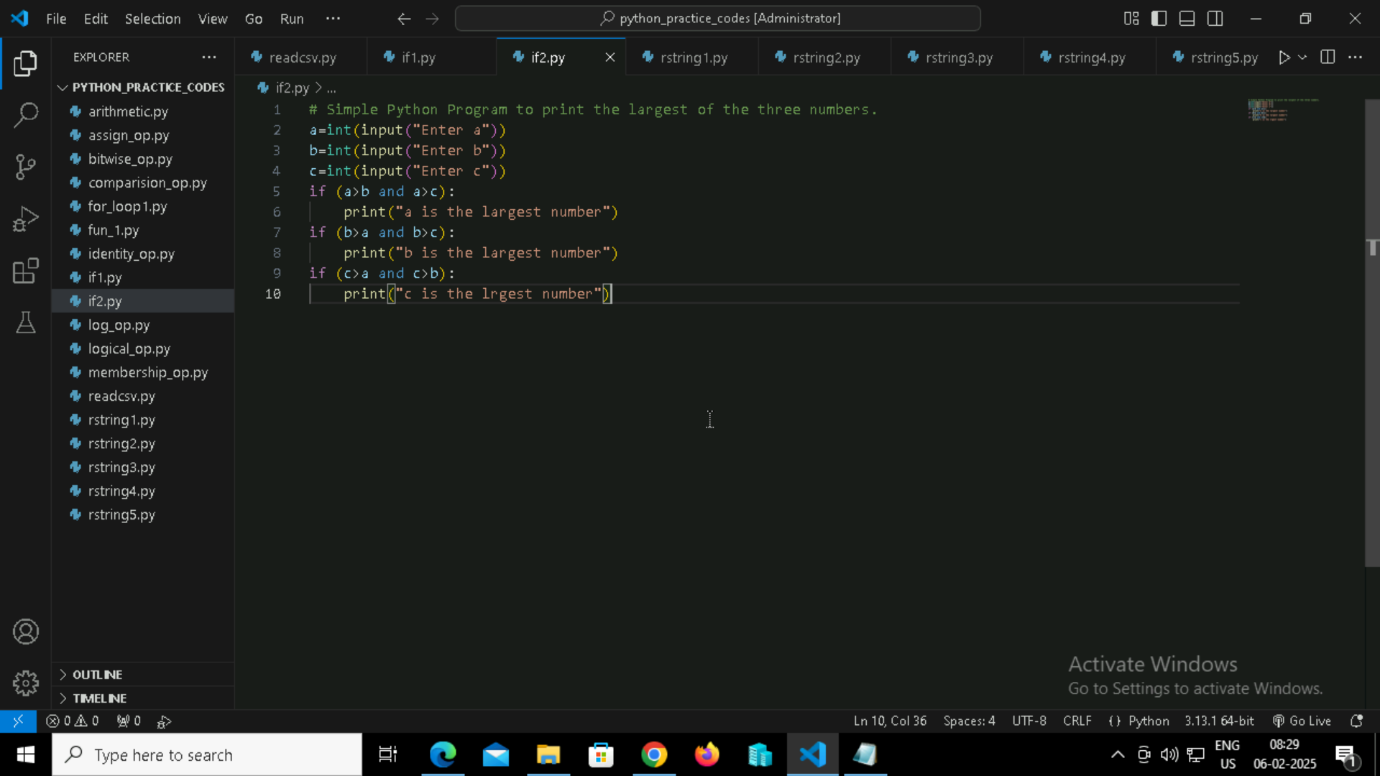 File Edit Selection View Go Run ··· python_practice_codes [Administrator]
EXPLORER ···
readcsv.py if1.py if2.py rstring1.py rstring2.py rstring3.py rstring4.py rstring5.py ···
PYTHON_PRACTICE_CODES
arithmetic.py
assign_op.py
bitwise_op.py
comparision_op.py
for_loop1.py
fun_1.py
identity_op.py
if1.py
if2.py
log_op.py
logical_op.py
membership_op.py
readcsv.py
rstring1.py
rstring2.py
rstring3.py
rstring4.py
rstring5.py
OUTLINE
TIMELINE
if2.py > ...
1 # Simple Python Program to print the largest of the three numbers.
2 a=int(input("Enter a"))
3 b=int(input("Enter b"))
4 c=int(input("Enter c"))
5 if (a>b and a>c):
6     print("a is the largest number")
7 if (b>a and b>c):
8     print("b is the largest number")
9 if (c>a and c>b):
10     print("c is the lrgest number")
Activate Windows
Go to Settings to activate Windows.
0 0 0 Ln 10, Col 36 Spaces: 4 UTF-8 CRLF {} Python 3.13.1 64-bit Go Live
Type here to search
ENG
US
08:29
06-02-2025
1